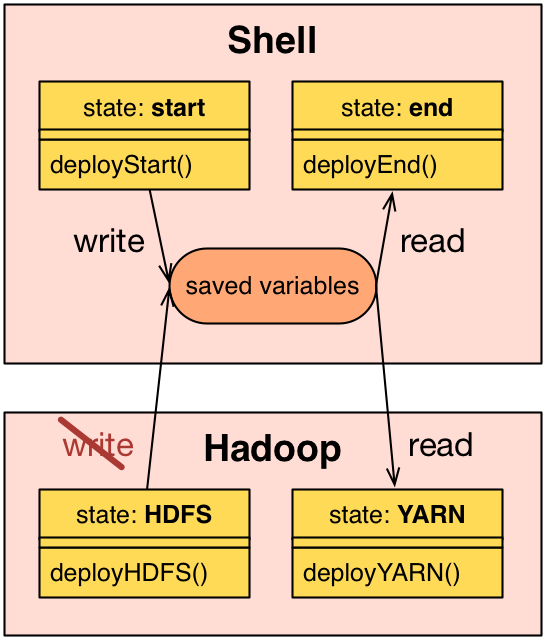 Shell
state: start
deployStart()
state: end
deployEnd()
write
read
saved variables
write
Hadoop
read
state: HDFS
deployHDFS()
state: YARN
deployYARN()